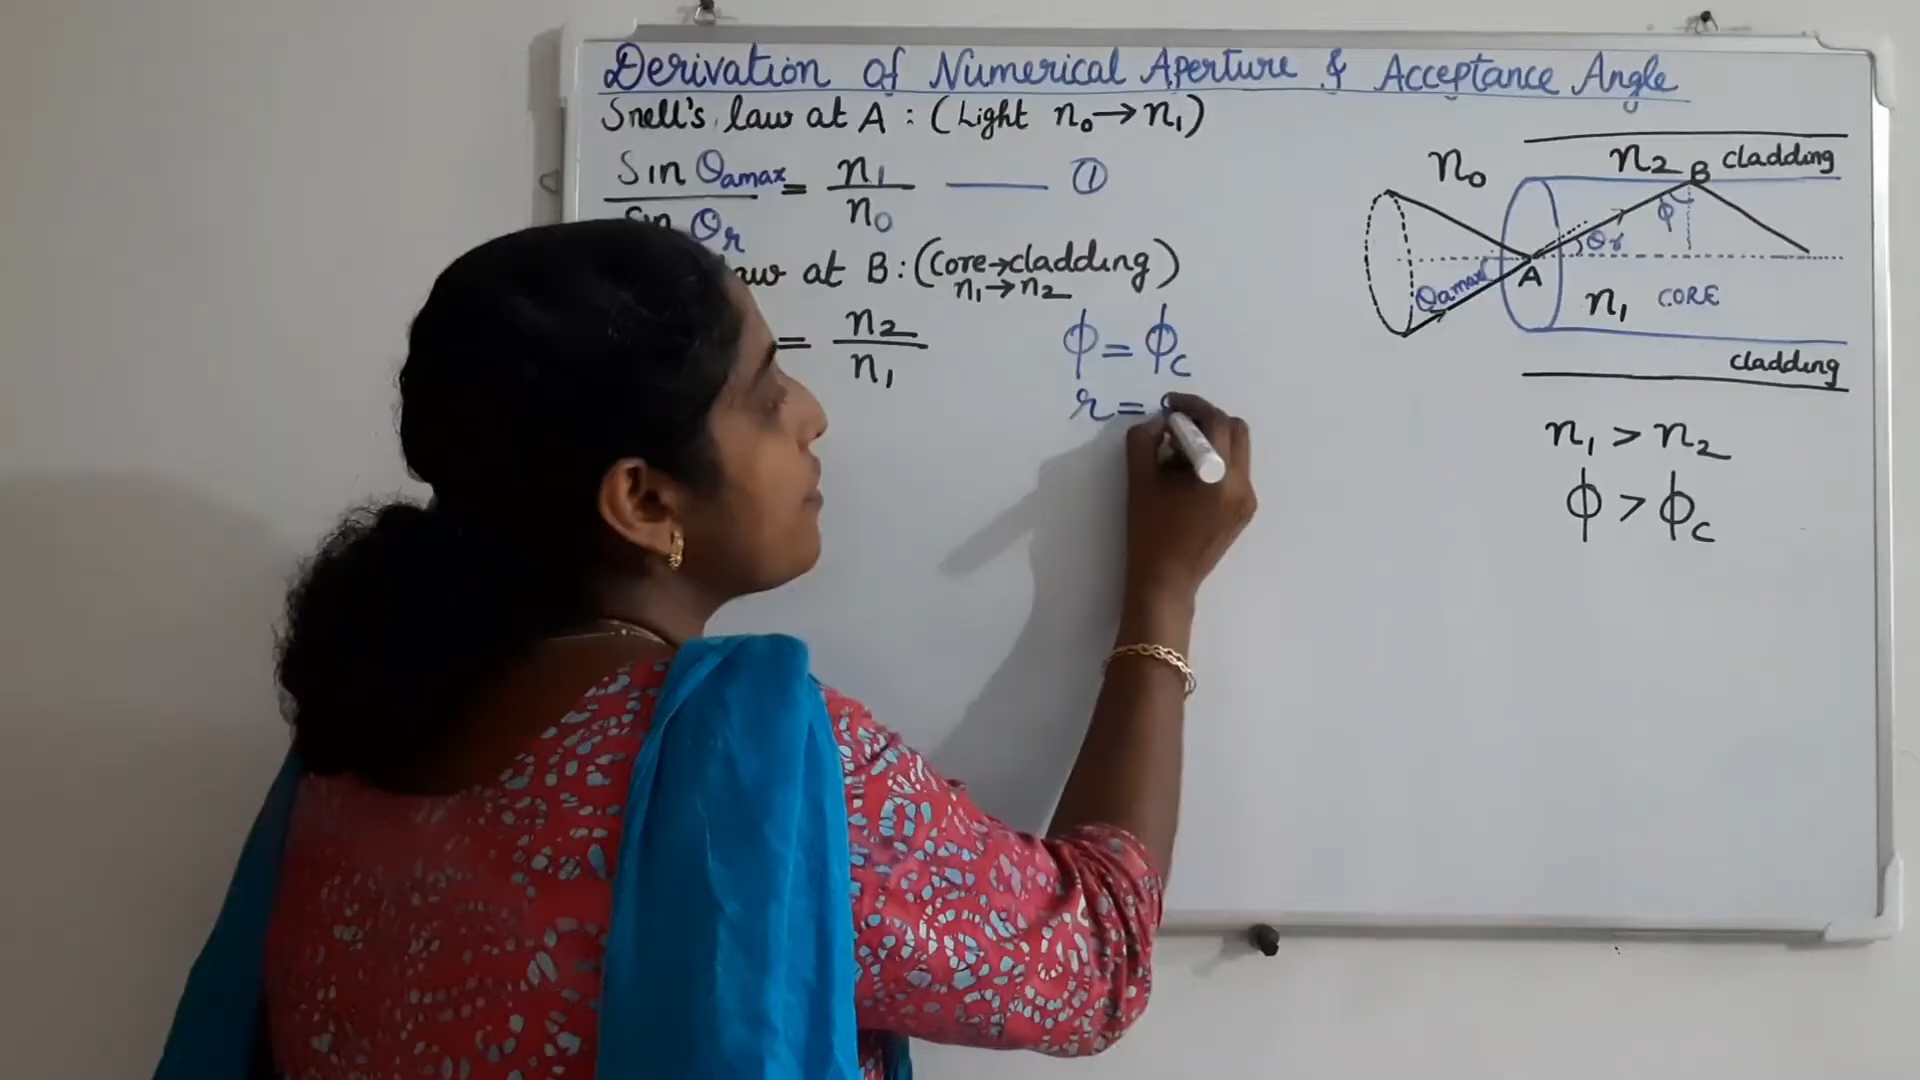 Derivation of Numerical Aperture & Acceptance Angle
Snell's law at A : (Light n₀→n₁)
Sin θamax = n₁ ——— ①
Sin θr n₀
law at B : (Core→cladding)
n₁→n₂
= n₂
n₁
ϕ = ϕc
r =
n₀
n₂ B cladding
ϕ
θr
θamax A
n₁ CORE
cladding
n₁ > n₂
ϕ > ϕc